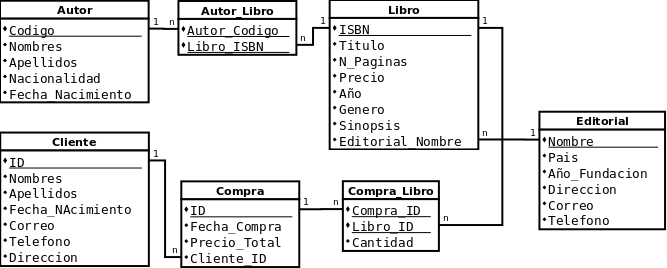 Autor
Codigo
Nombres
Apellidos
Nacionalidad
Fecha_Nacimiento
1
n
Autor_Libro
Autor_Codigo
Libro_ISBN
n
1
Libro
ISBN
Titulo
N_Paginas
Precio
Año
Genero
Sinopsis
Editorial_Nombre
1
n
1
Editorial
Nombre
Pais
Año_Fundacion
Direccion
Correo
Telefono
Cliente
ID
Nombres
Apellidos
Fecha_NAcimiento
Correo
Telefono
Direccion
1
n
Compra
ID
Fecha_Compra
Precio_Total
Cliente_ID
1
n
Compra_Libro
Compra_ID
Libro_ID
Cantidad
n